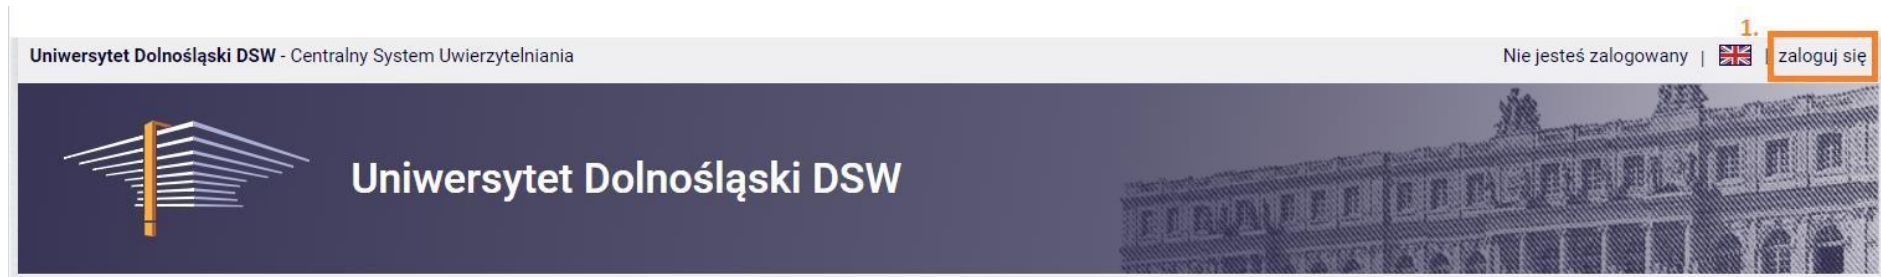 1.
Uniwersytet Dolnośląski DSW - Centralny System Uwierzytelniania
Nie jesteś zalogowany | | zaloguj się
Uniwersytet Dolnośląski DSW